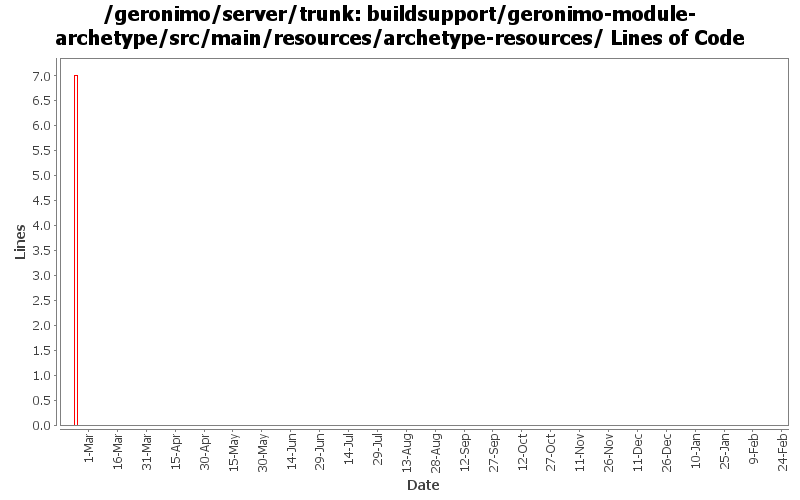 /geronimo/server/trunk: buildsupport/geronimo-module-
archetype/src/main/resources/archetype-resources/ Lines of Code
7.0
6.5
6.0
5.5
5.0
4.5
4.0
3.5
3.0
2.5
2.0
1.5
1.0
0.5
0.0
Lines
1-Mar
16-Mar
31-Mar
15-Apr
30-Apr
15-May
30-May
14-Jun
29-Jun
14-Jul
29-Jul
13-Aug
28-Aug
12-Sep
27-Sep
12-Oct
27-Oct
11-Nov
26-Nov
11-Dec
26-Dec
10-Jan
25-Jan
9-Feb
24-Feb
Date